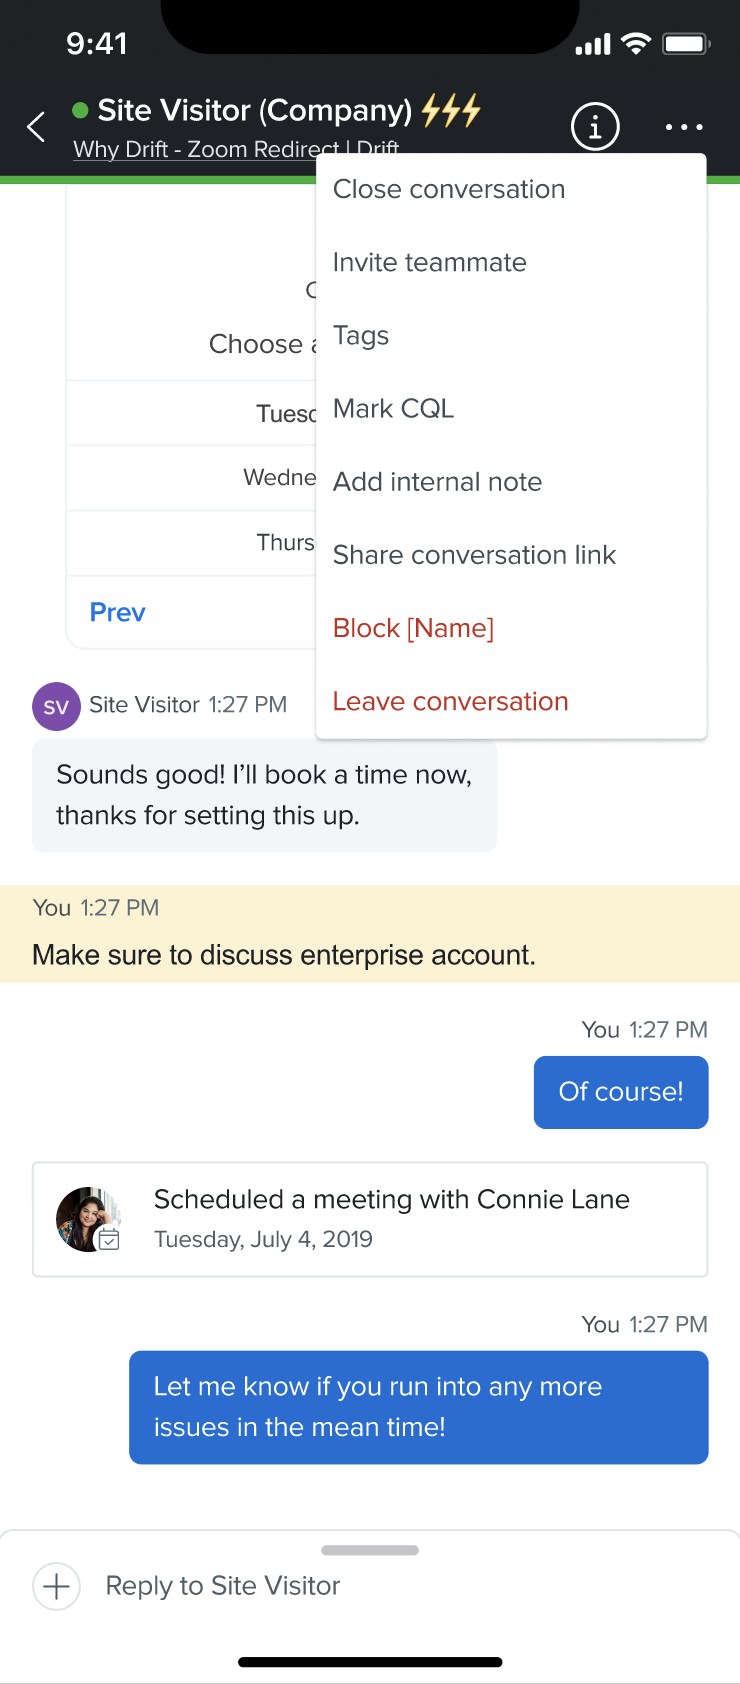 9:41
Site Visitor (Company) ⚡⚡⚡
Why Drift - Zoom Redirect | Drift
Close conversation
Invite teammate
Tags
Mark CQL
Add internal note
Share conversation link
Block [Name]
Leave conversation
Choose
Prev
SV
Site Visitor 1:27 PM
Sounds good! I’ll book a time now,
thanks for setting this up.
You 1:27 PM
Make sure to discuss enterprise account.
You 1:27 PM
Of course!
Scheduled a meeting with Connie Lane
Tuesday, July 4, 2019
You 1:27 PM
Let me know if you run into any more
issues in the mean time!
Reply to Site Visitor